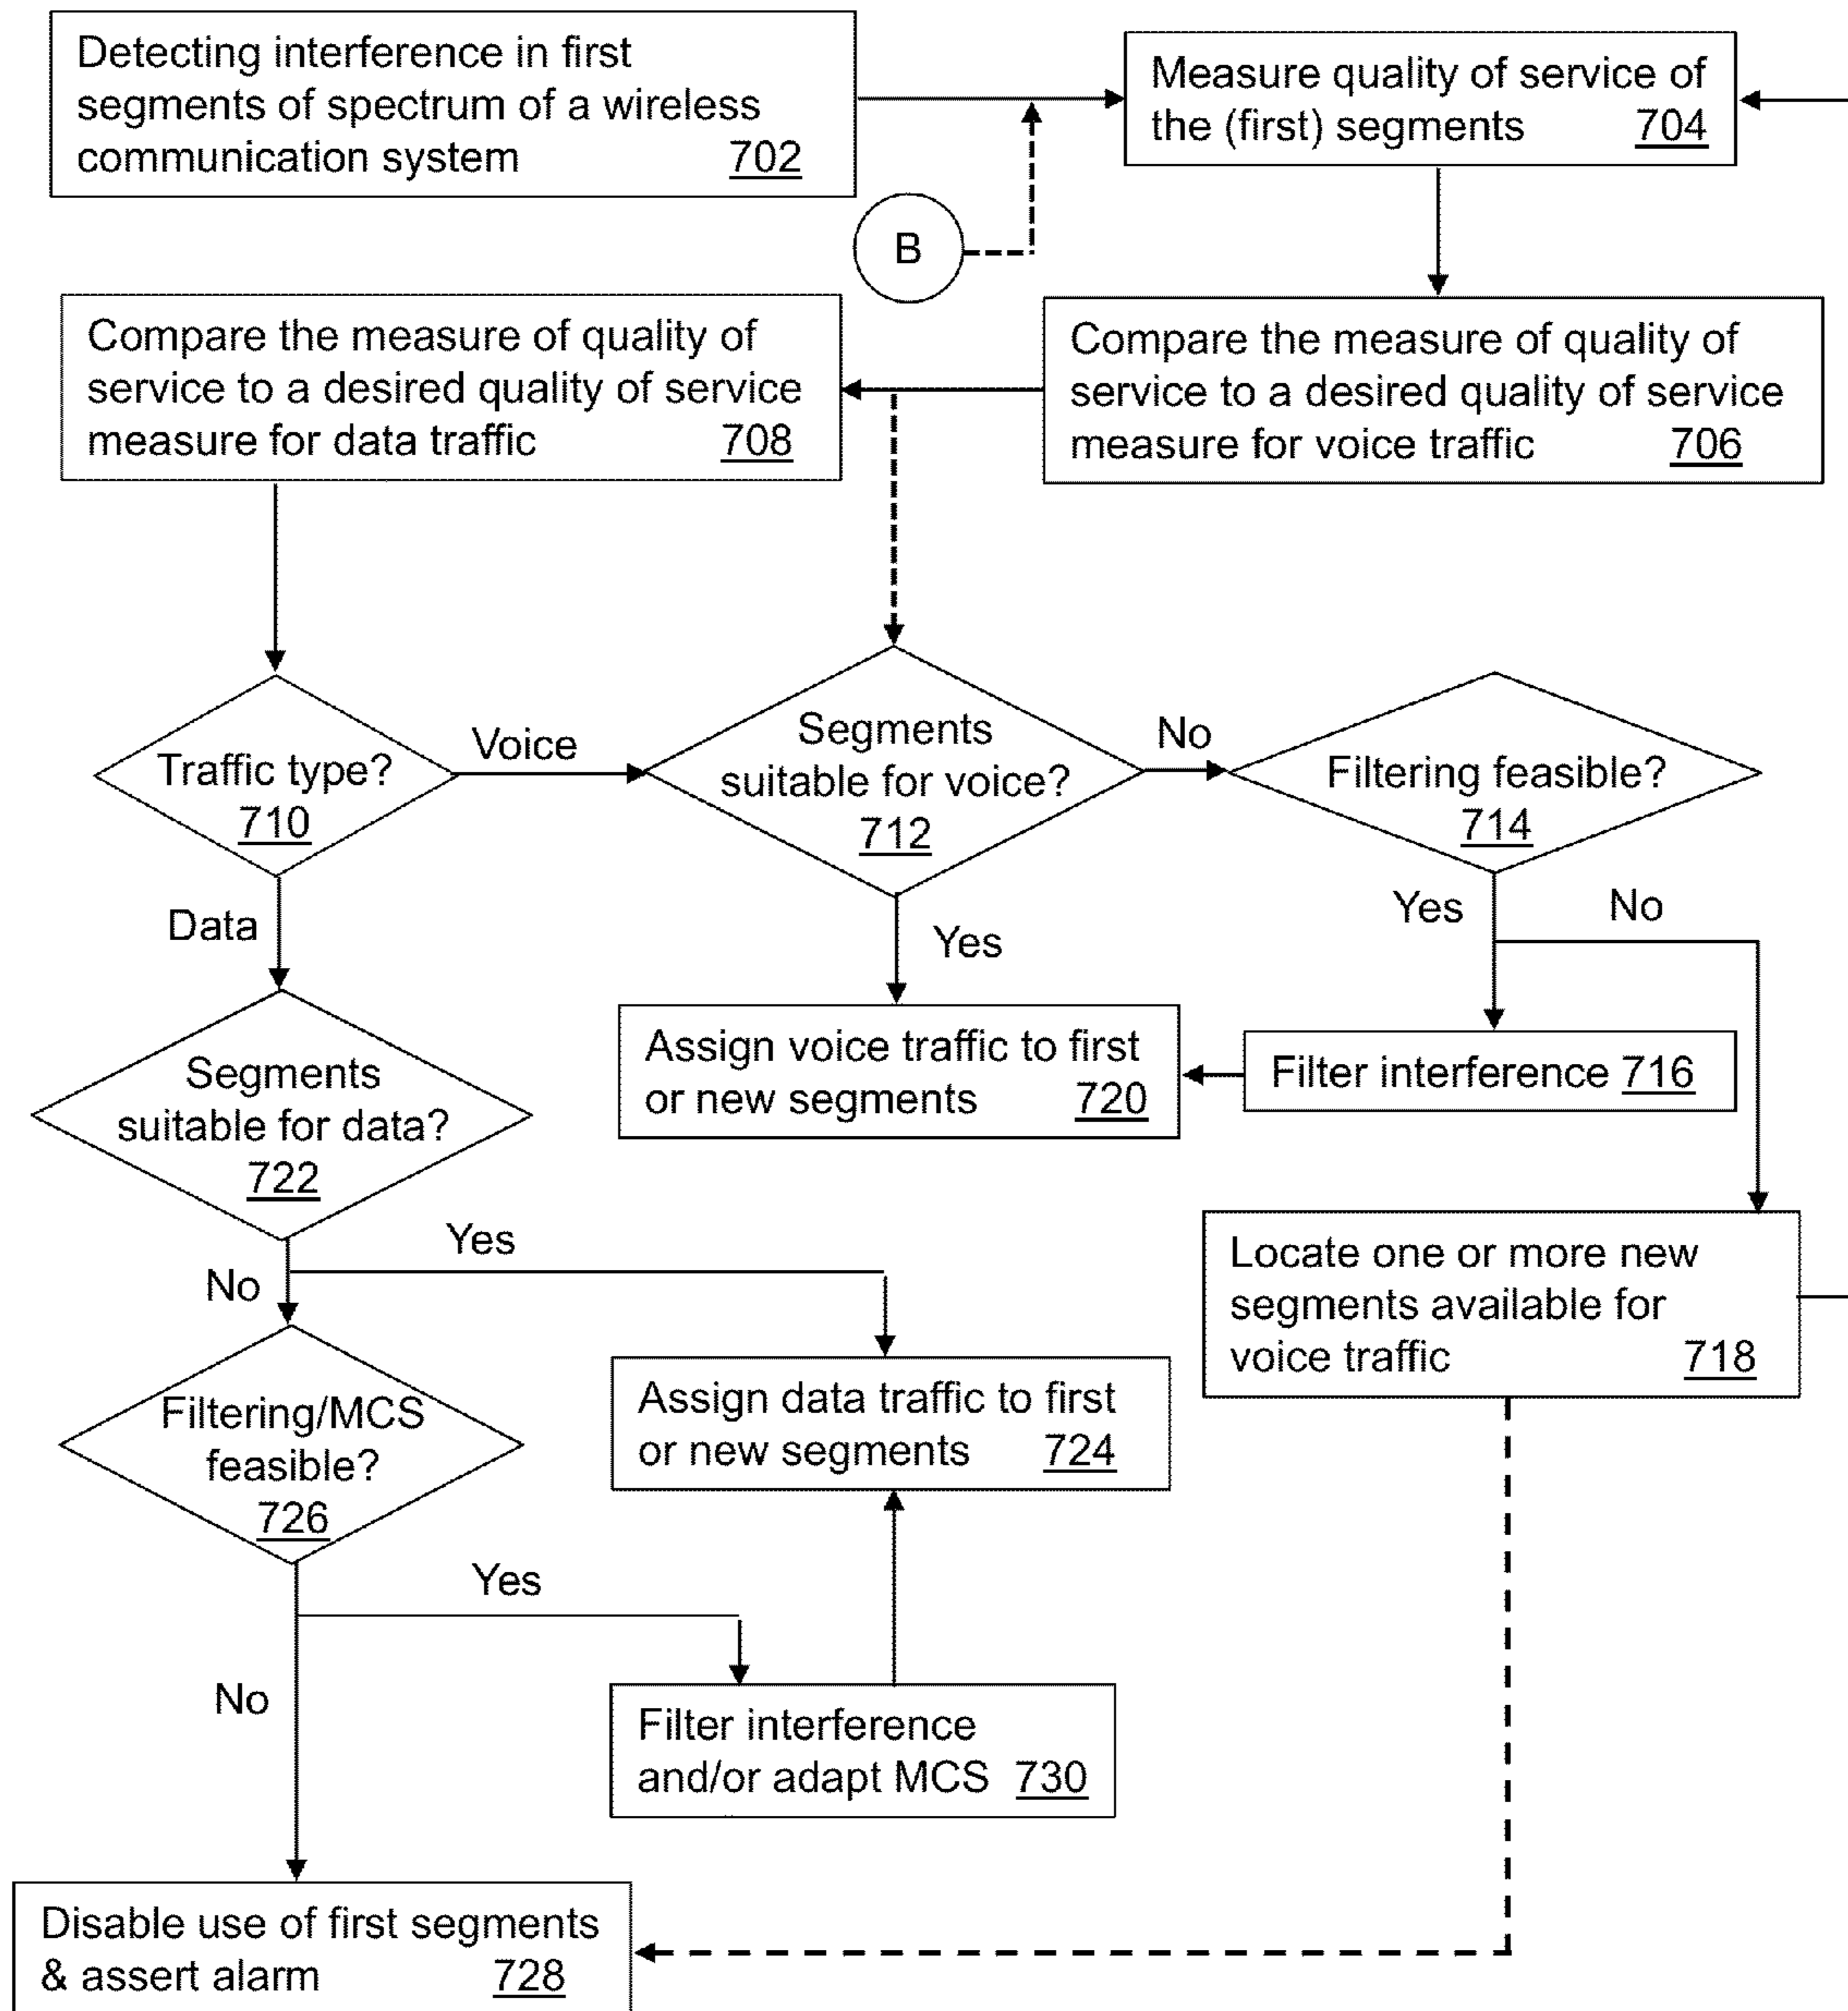 Detecting interference in first
segments of spectrum of a wireless
communication system 702
Measure quality of service of
the (first) segments 704
B
Compare the measure of quality of
service to a desired quality of service
measure for data traffic 708
Compare the measure of quality of
service to a desired quality of service
measure for voice traffic 706
Traffic type?
710
Voice
Segments
suitable for voice?
712
No
Filtering feasible?
714
Data
Yes
Yes
No
Segments
suitable for data?
722
Assign voice traffic to first
or new segments 720
Filter interference 716
Yes
No
Locate one or more new
segments available for
voice traffic 718
Filtering/MCS
feasible?
726
Assign data traffic to first
or new segments 724
Yes
No
Filter interference
and/or adapt MCS 730
Disable use of first segments
& assert alarm 728